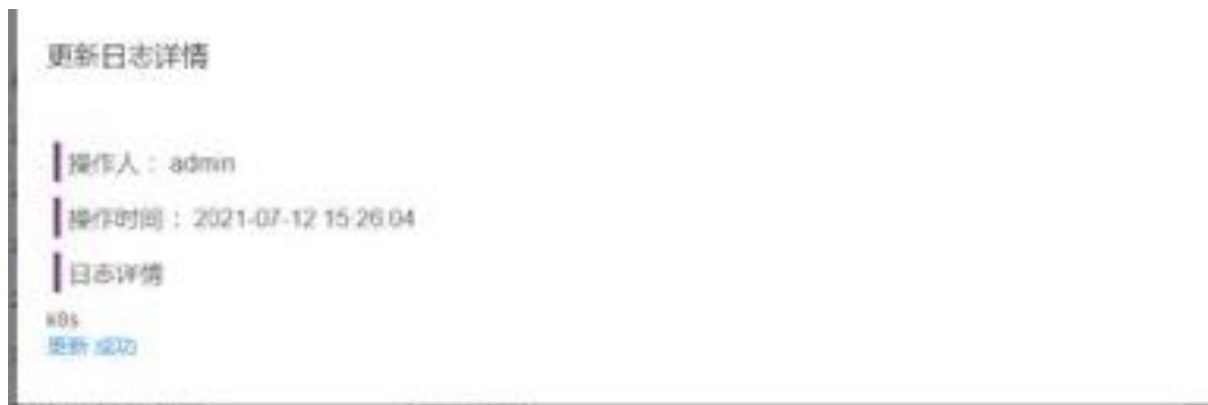 更新日志详情
操作人： admin
操作时间： 2021-07-12 15:26:04
日志详情
k8s
更新 成功